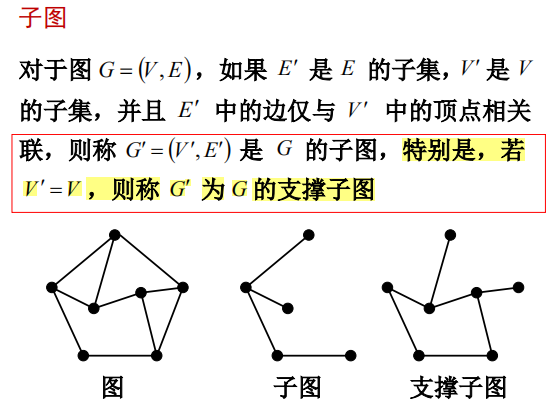 子图
对于图 G = (V, E)，如果 E′ 是 E 的子集，V′ 是 V
的子集，并且 E′ 中的边仅与 V′ 中的顶点相关
联，则称 G′ = (V′, E′) 是 G 的子图，特别是，若
V′ = V，则称 G′ 为 G 的支撑子图
图 子图 支撑子图